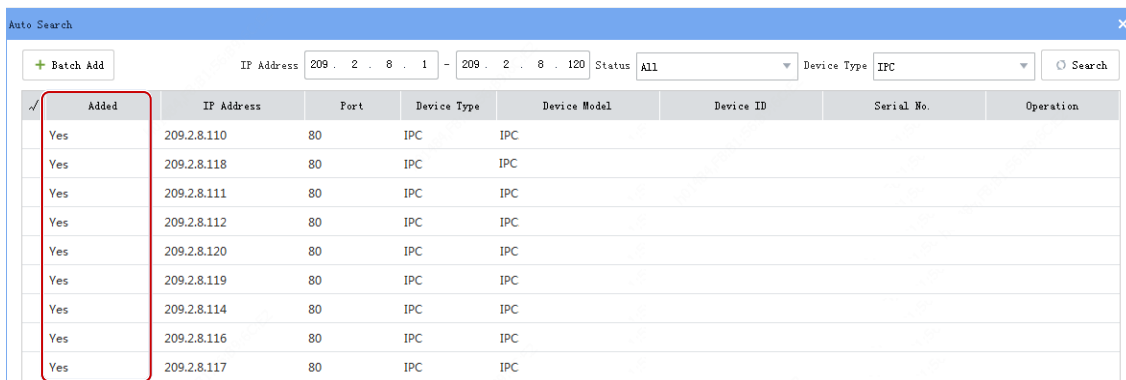 Auto Search ×
+ Batch Add IP Address 209 . 2 . 8 . 1 - 209 . 2 . 8 . 120 Status All Device Type IPC Search
✓ Added IP Address Port Device Type Device Model Device ID Serial No. Operation
Yes 209.2.8.110 80 IPC IPC
Yes 209.2.8.118 80 IPC IPC
Yes 209.2.8.111 80 IPC IPC
Yes 209.2.8.112 80 IPC IPC
Yes 209.2.8.120 80 IPC IPC
Yes 209.2.8.119 80 IPC IPC
Yes 209.2.8.114 80 IPC IPC
Yes 209.2.8.116 80 IPC IPC
Yes 209.2.8.117 80 IPC IPC